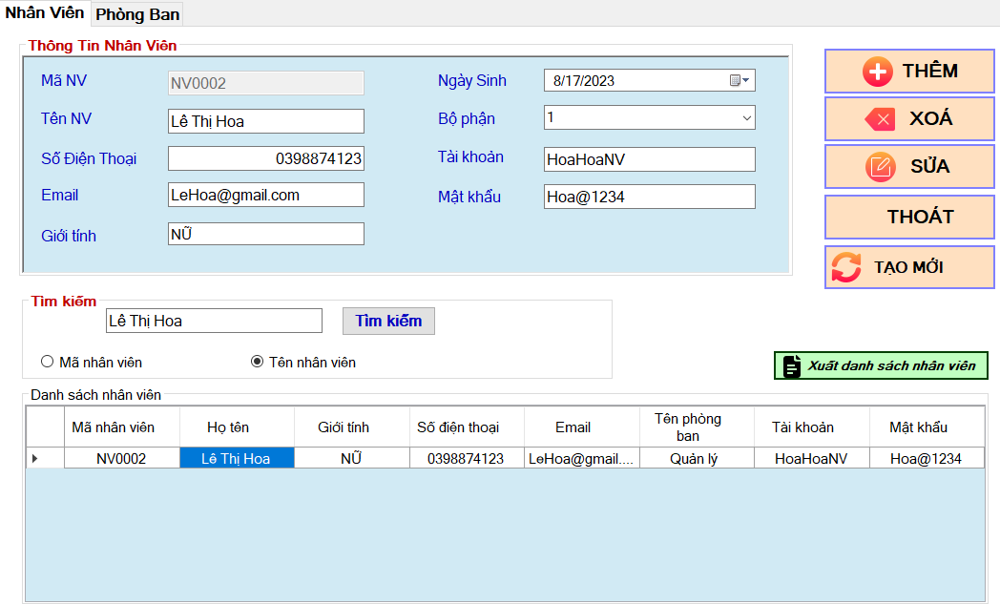 Nhân Viên Phòng Ban
Thông Tin Nhân Viên
Mã NV NV0002 Ngày Sinh 8/17/2023
Tên NV Lê Thị Hoa Bộ phận 1
Số Điện Thoại 0398874123 Tài khoản HoaHoaNV
Email LeHoa@gmail.com Mật khẩu Hoa@1234
Giới tính NỮ
THÊM
XOÁ
SỬA
THOÁT
TẠO MỚI
Tìm kiếm
Lê Thị Hoa Tìm kiếm
Mã nhân viên Tên nhân viên
Xuất danh sách nhân viên
Danh sách nhân viên
Mã nhân viên Họ tên Giới tính Số điện thoại Email Tên phòng ban Tài khoản Mật khẩu
NV0002 Lê Thị Hoa NỮ 0398874123 LeHoa@gmail.... Quản lý HoaHoaNV Hoa@1234